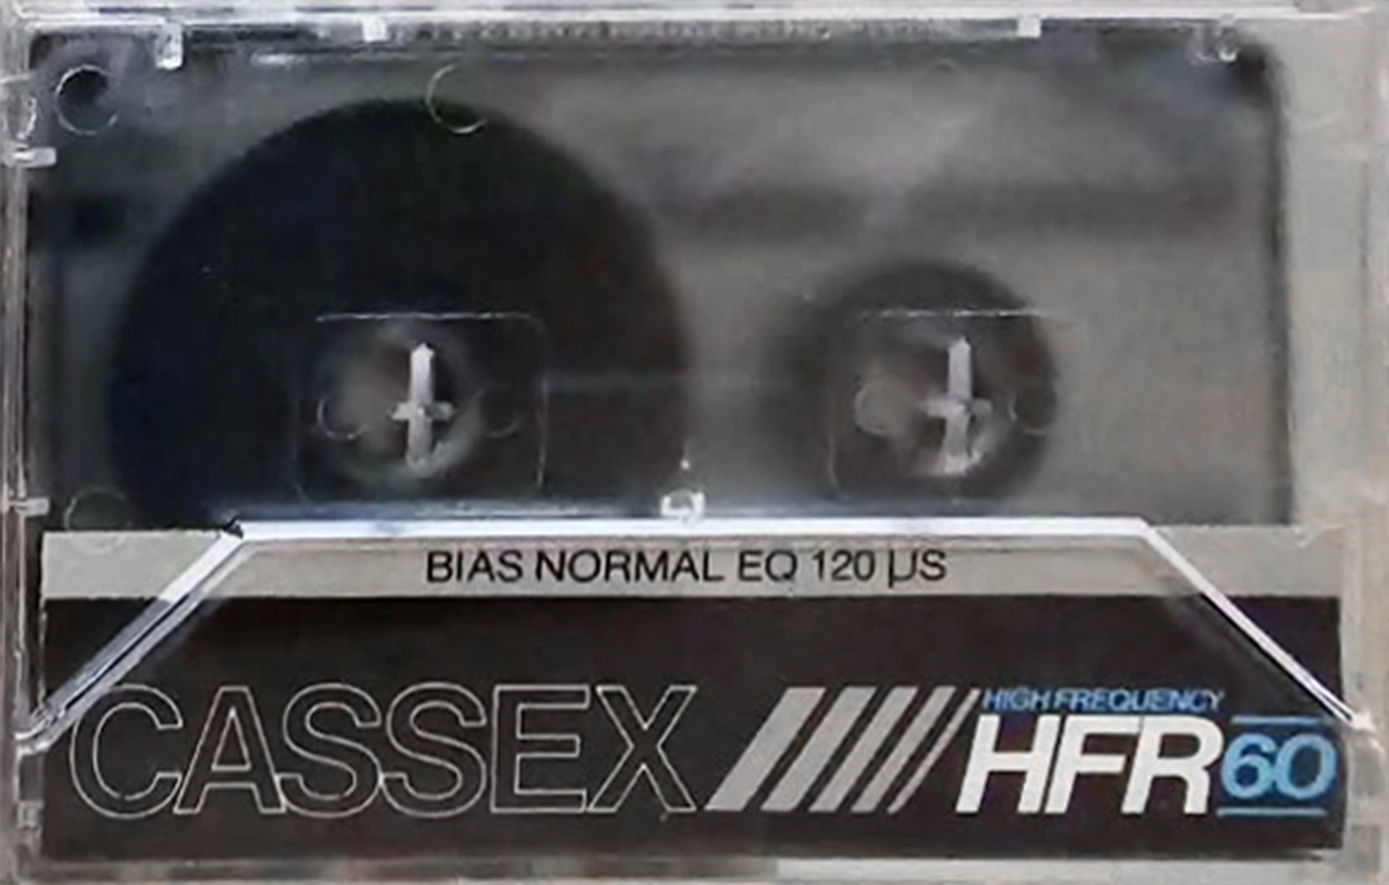 BIAS NORMAL EQ 120 µS
CASSEX
HIGH FREQUENCY
HFR 60